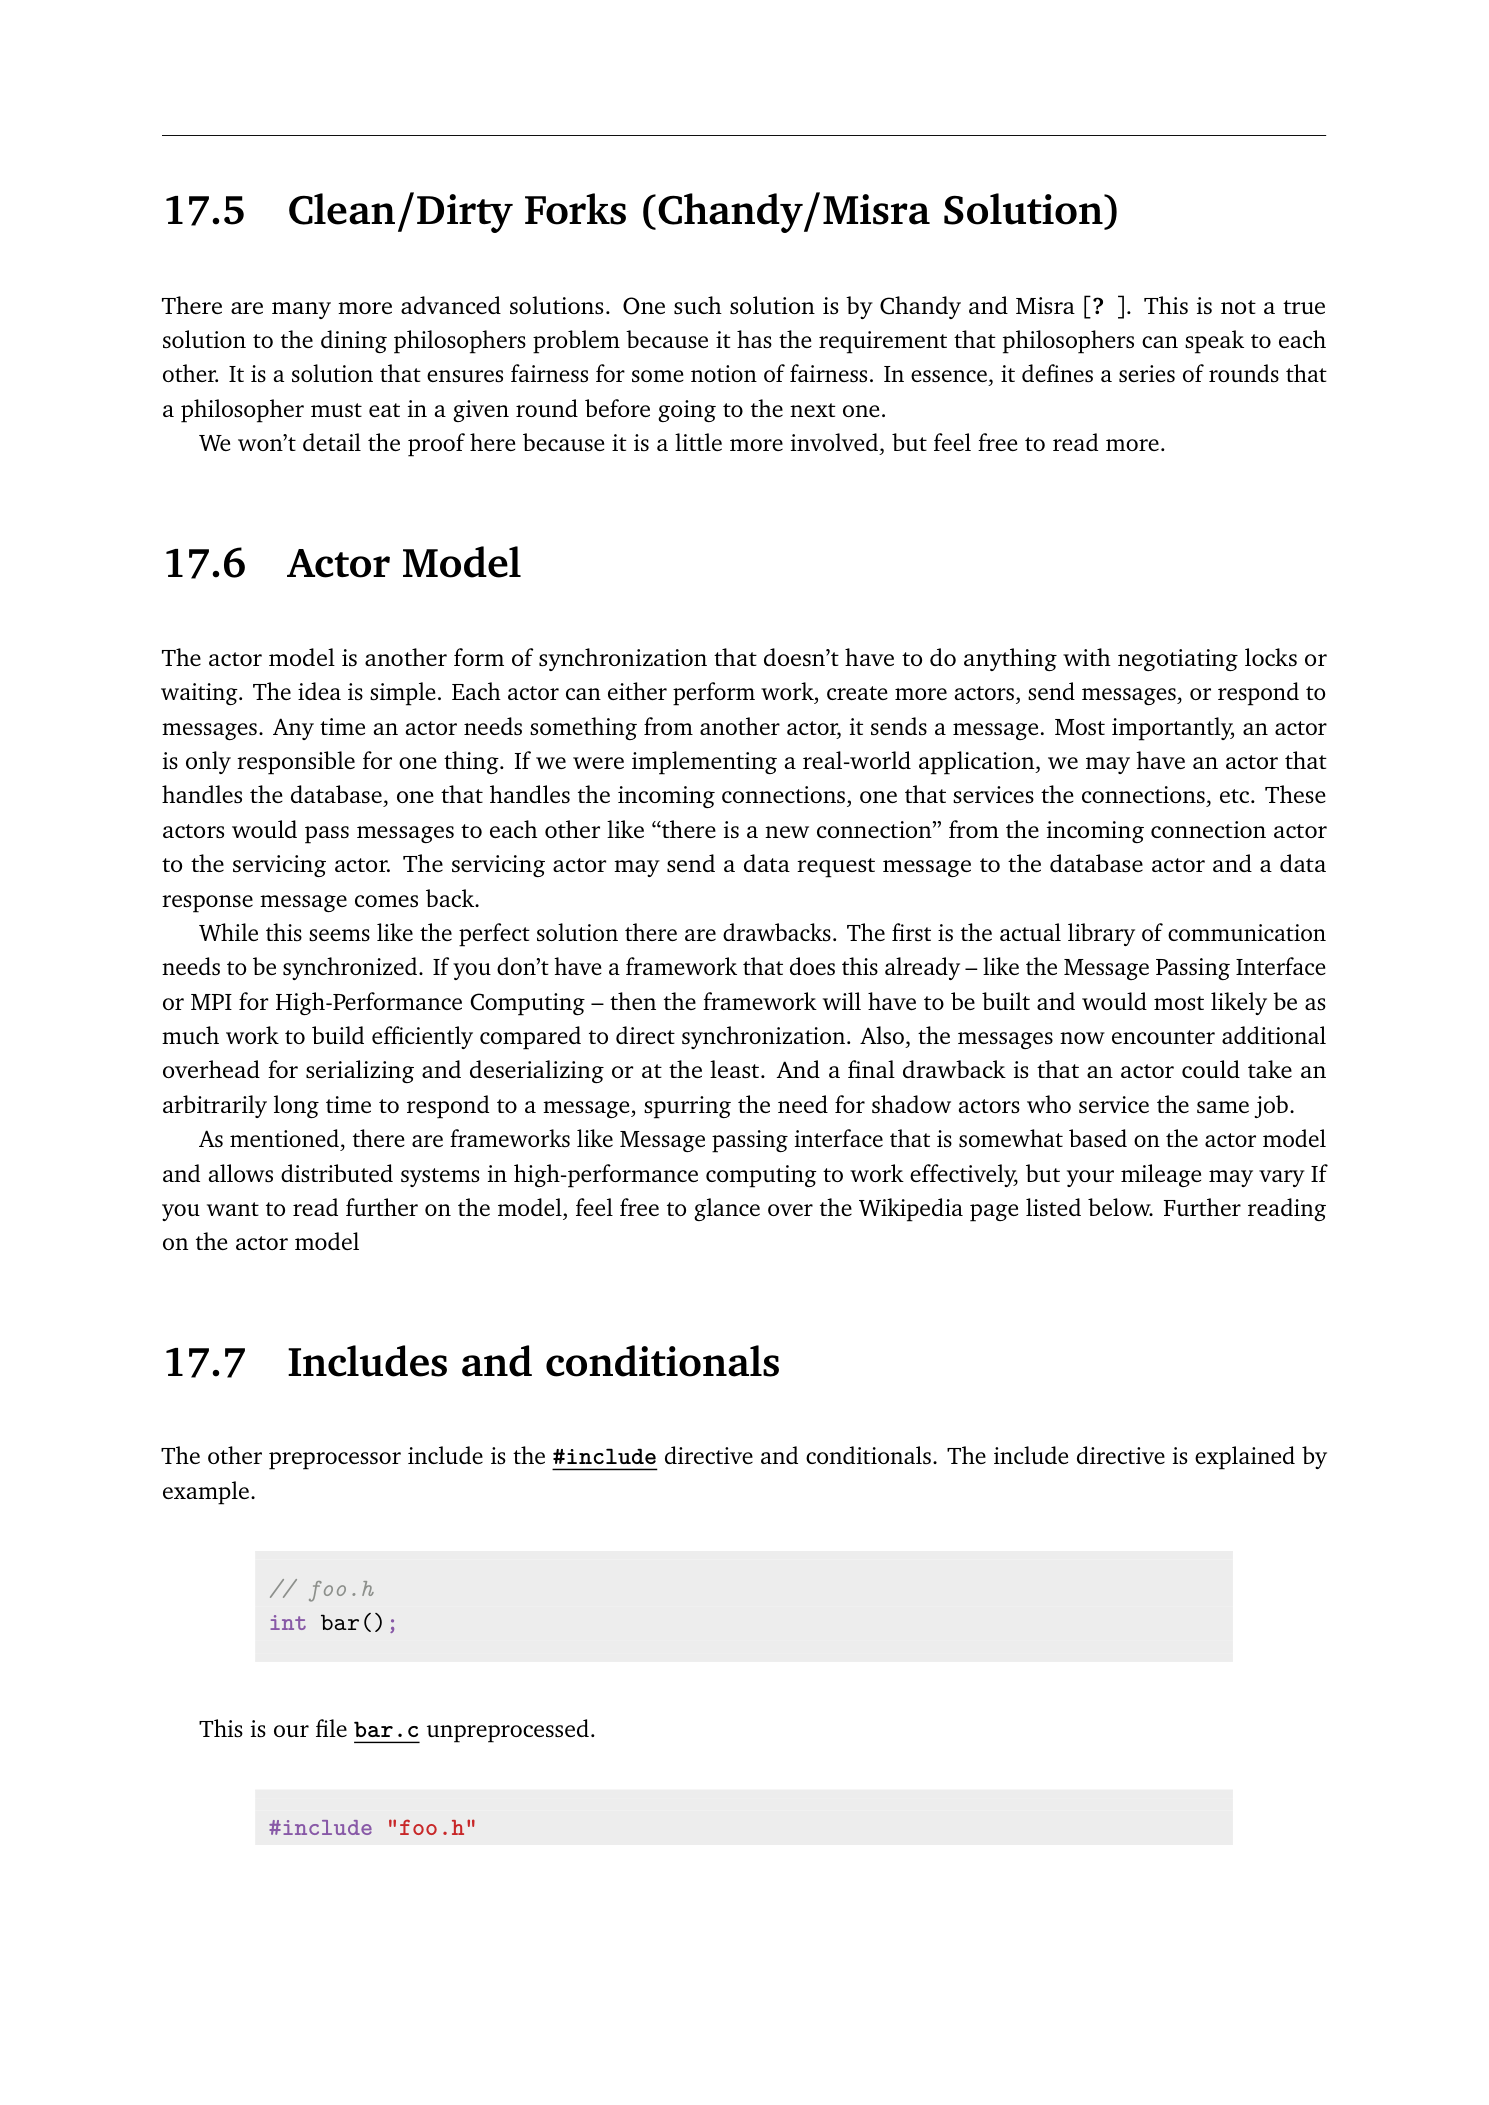 17.5 Clean/Dirty Forks (Chandy/Misra Solution)
There are many more advanced solutions. One such solution is by Chandy and Misra [? ]. This is not a true
solution to the dining philosophers problem because it has the requirement that philosophers can speak to each
other. It is a solution that ensures fairness for some notion of fairness. In essence, it defines a series of rounds that
a philosopher must eat in a given round before going to the next one.
We won’t detail the proof here because it is a little more involved, but feel free to read more.
17.6 Actor Model
The actor model is another form of synchronization that doesn’t have to do anything with negotiating locks or
waiting. The idea is simple. Each actor can either perform work, create more actors, send messages, or respond to
messages. Any time an actor needs something from another actor, it sends a message. Most importantly, an actor
is only responsible for one thing. If we were implementing a real-world application, we may have an actor that
handles the database, one that handles the incoming connections, one that services the connections, etc. These
actors would pass messages to each other like “there is a new connection” from the incoming connection actor
to the servicing actor. The servicing actor may send a data request message to the database actor and a data
response message comes back.
While this seems like the perfect solution there are drawbacks. The first is the actual library of communication
needs to be synchronized. If you don’t have a framework that does this already – like the Message Passing Interface
or MPI for High-Performance Computing – then the framework will have to be built and would most likely be as
much work to build efficiently compared to direct synchronization. Also, the messages now encounter additional
overhead for serializing and deserializing or at the least. And a final drawback is that an actor could take an
arbitrarily long time to respond to a message, spurring the need for shadow actors who service the same job.
As mentioned, there are frameworks like Message passing interface that is somewhat based on the actor model
and allows distributed systems in high-performance computing to work effectively, but your mileage may vary If
you want to read further on the model, feel free to glance over the Wikipedia page listed below. Further reading
on the actor model
17.7 Includes and conditionals
The other preprocessor include is the #include directive and conditionals. The include directive is explained by
example.
// foo.h
int bar();
This is our file bar.c unpreprocessed.
#include "foo.h"